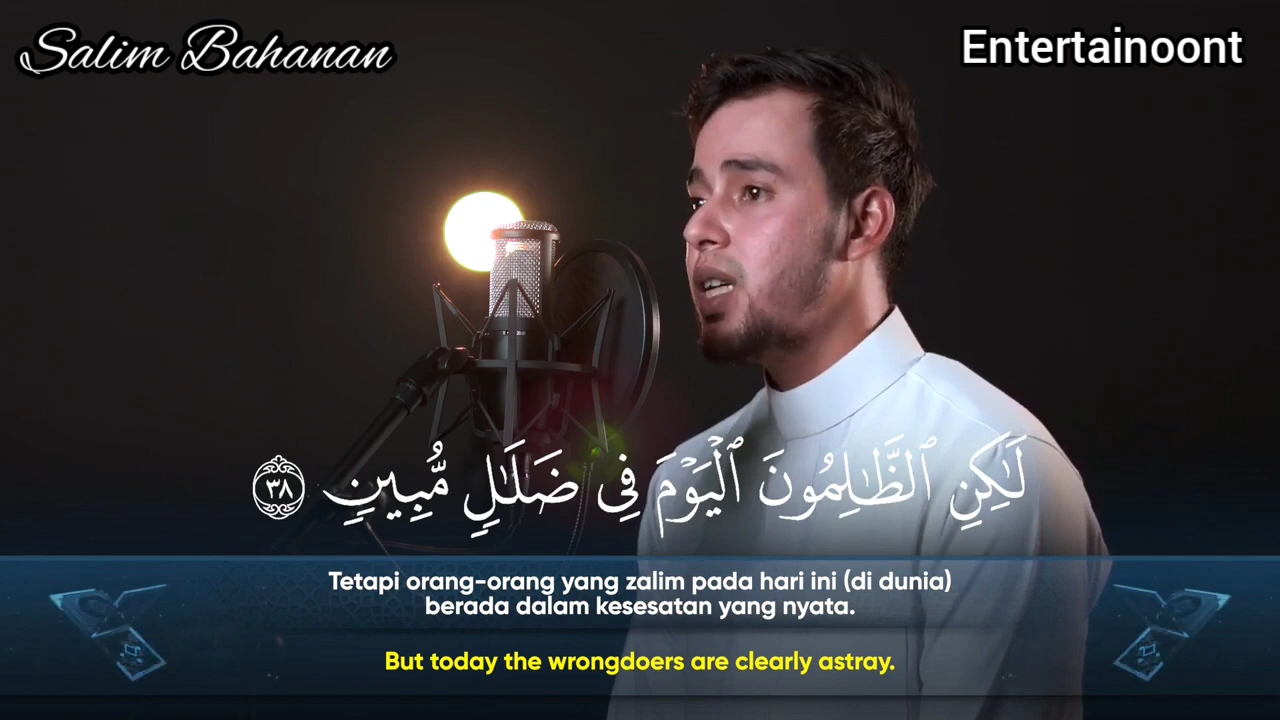 Salim Bahanan
Entertainoont
لَٰكِنِ ٱلظَّٰلِمُونَ ٱلْيَوْمَ فِى ضَلَٰلٍ مُّبِينٍ ٣٨
Tetapi orang-orang yang zalim pada hari ini (di dunia)
berada dalam kesesatan yang nyata.
But today the wrongdoers are clearly astray.